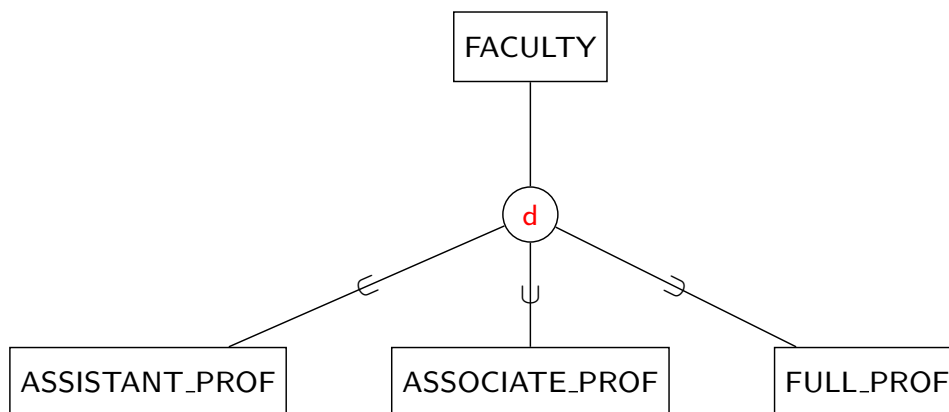 FACULTY
d
ASSISTANT_PROF
ASSOCIATE_PROF
FULL_PROF